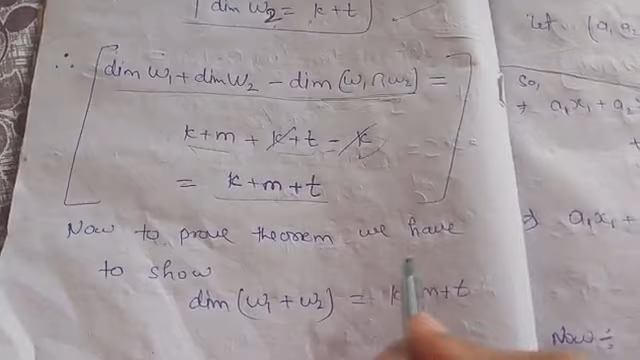 dim W2 = k+t
∴ dim W1 + dim W2 - dim (W1 ∩ W2) =
k+m + k+t - k
= k+m+t
Now to prove theorem we have
to show
dim (W1 + W2) = k m+t
Let (a1 a2
So,
a1x1 + a2
a1x1 +
Now